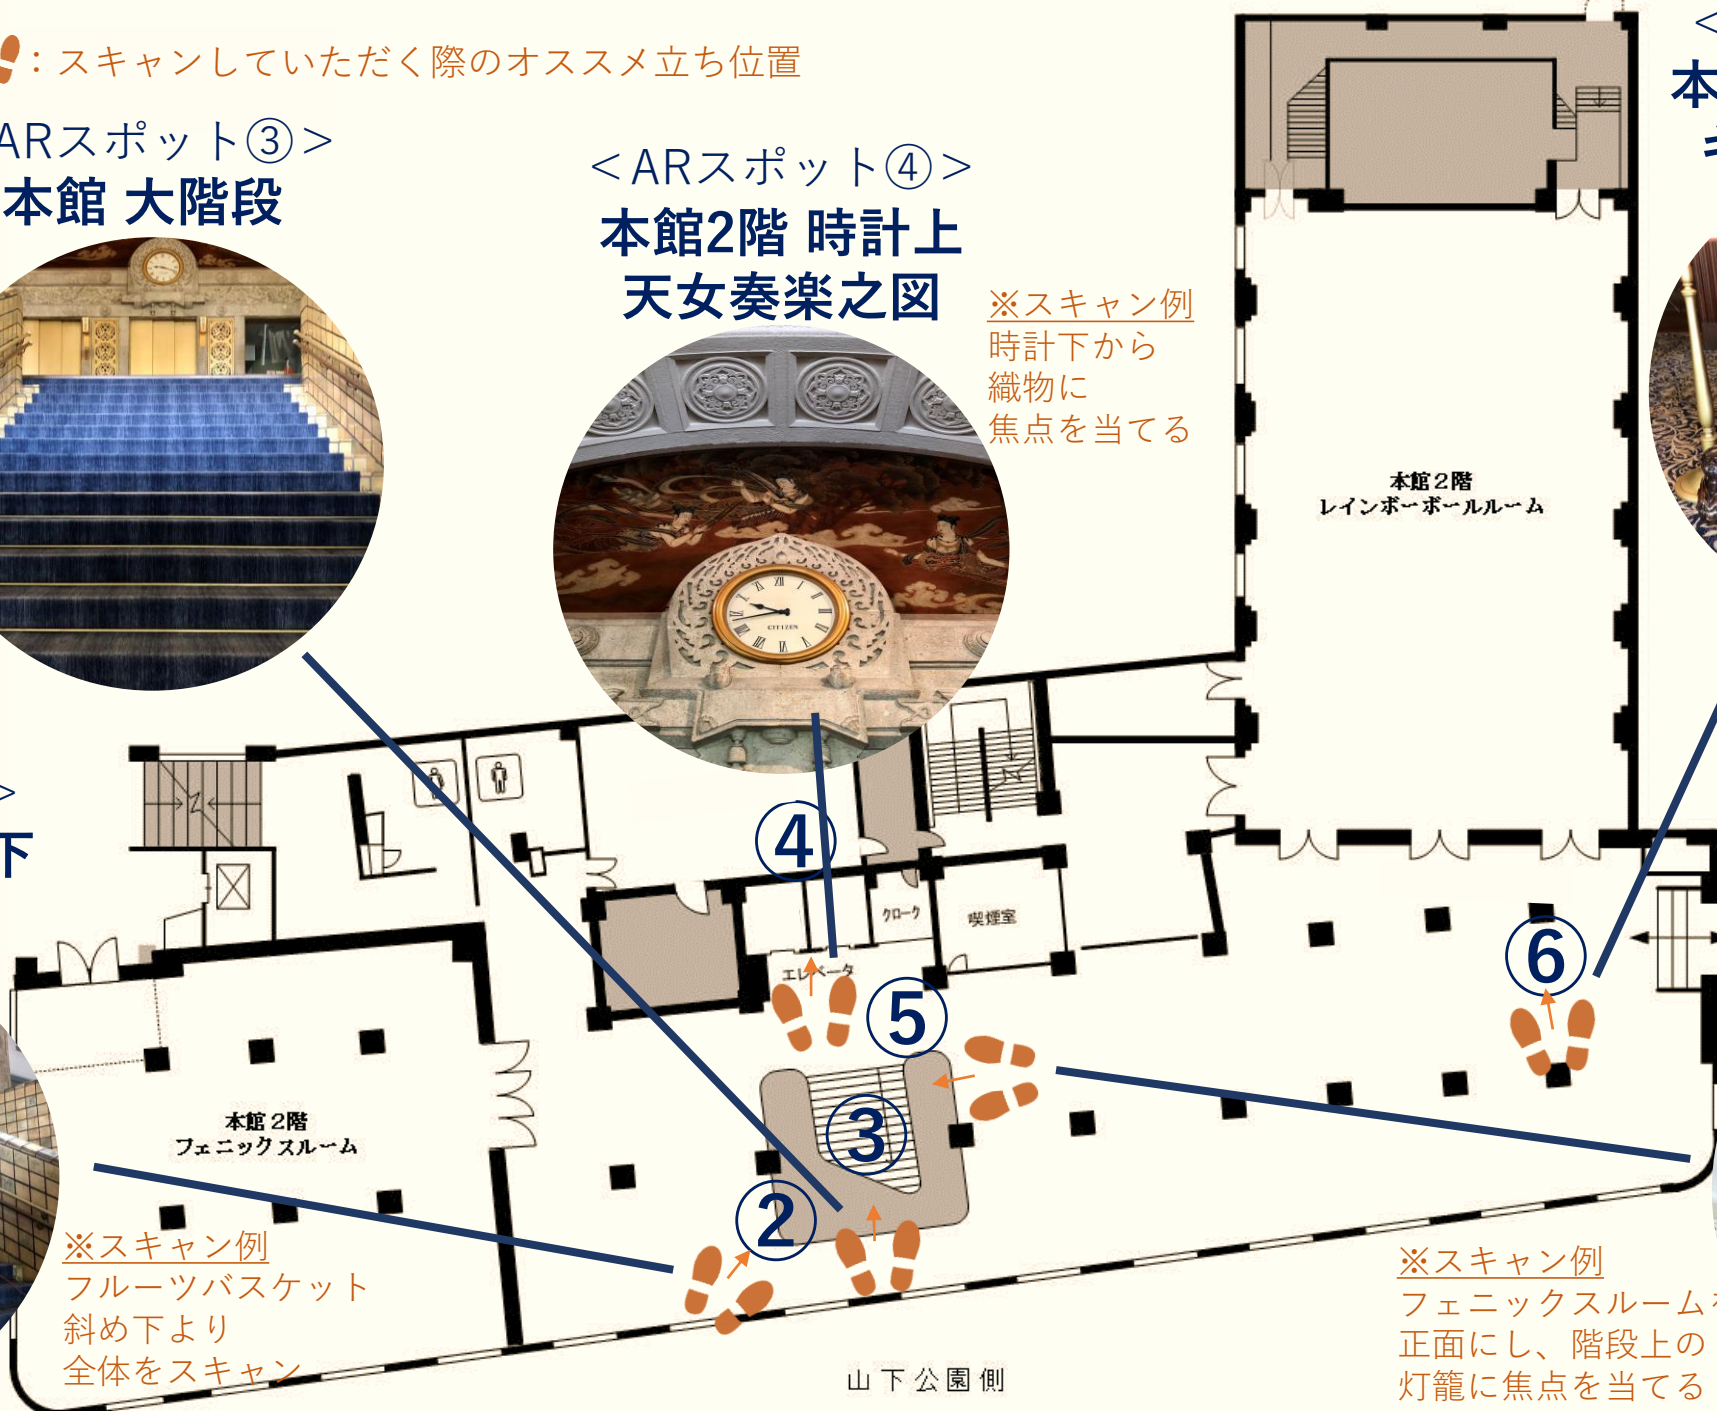 ：スキャンしていただく際のオススメ立ち位置
ARスポット③＞
本館 大階段
＜ARスポット④＞
本館2階 時計上
天女奏楽之図
※スキャン例
時計下から
織物に
焦点を当てる
CITIZEN
本
本館２階
レインボーボールルーム
＞
下
④
クローク
喫煙室
エレベータ
⑤
⑥
③
②
本館２階
フェニックスルーム
※スキャン例
フルーツバスケット
斜め下より
全体をスキャン
※スキャン例
フェニックスルームを
正面にし、階段上の
灯籠に焦点を当てる
山下公園側